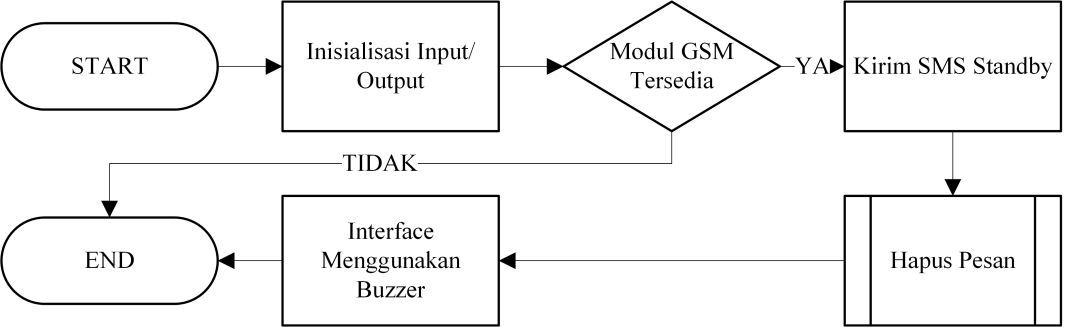 START
Inisialisasi Input/
Output
Modul GSM
Tersedia
YA
Kirim SMS Standby
TIDAK
Hapus Pesan
Interface
Menggunakan
Buzzer
END